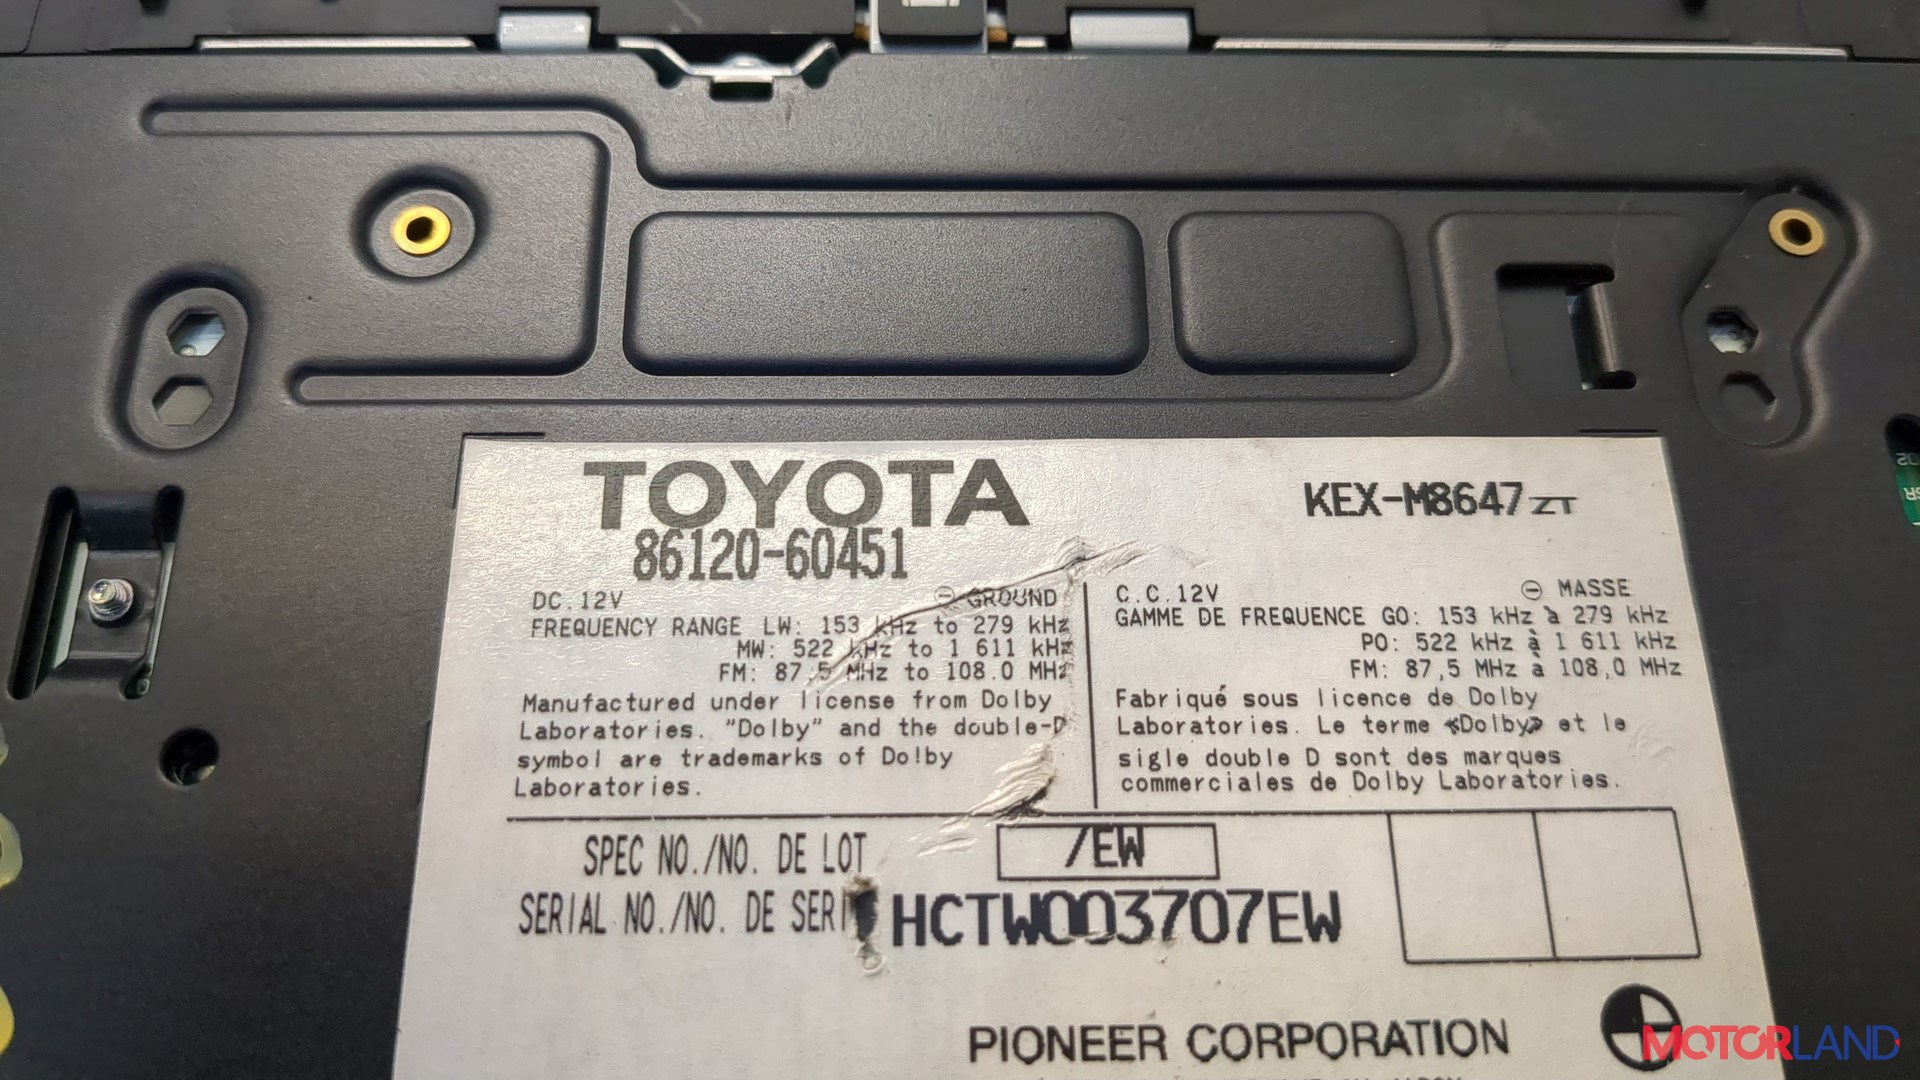 TOYOTA
86120-60451
KEX-M8647ZT
DC.12V ⊖ GROUND
FREQUENCY RANGE LW: 153 kHz to 279 kHz
MW: 522 kHz to 1 611 kHz
FM: 87,5 MHz to 108.0 MHz
Manufactured under license from Dolby
Laboratories. "Dolby" and the double-D
symbol are trademarks of Dolby
Laboratories.
C.C.12V ⊖ MASSE
GAMME DE FREQUENCE GO: 153 kHz à 279 kHz
PO: 522 kHz à 1 611 kHz
FM: 87,5 MHz à 108,0 MHz
Fabriqué sous licence de Dolby
Laboratories. Le terme «Dolby» et le
sigle double D sont des marques
commerciales de Dolby Laboratories.
SPEC NO./NO. DE LOT /EW
SERIAL NO./NO. DE SERI HCTW003707EW
PIONEER CORPORATION
MOTORLAND